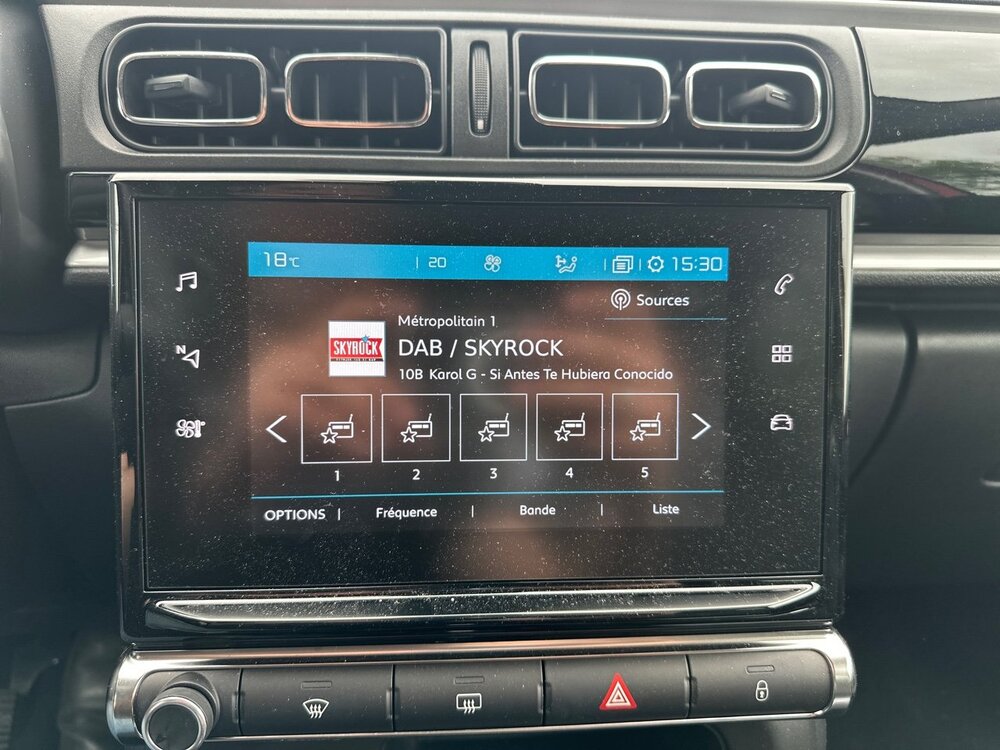 18°C | 20 | | 15:30
Sources
Métropolitain 1
SKYROCK
DAB / SKYROCK
10B Karol G - Si Antes Te Hubiera Conocido
N
1 2 3 4 5
OPTIONS | Fréquence | Bande | Liste